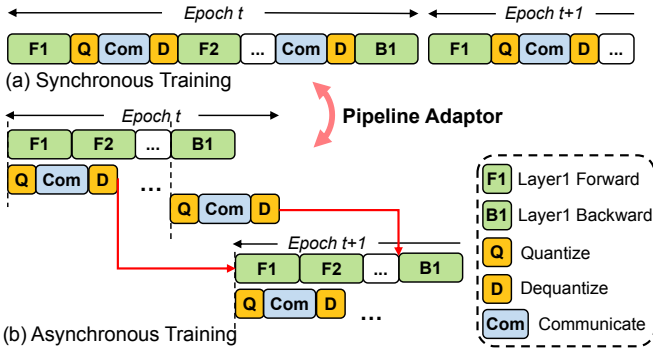 Epoch t
Epoch t+1
F1 Q Com D F2 ... Com D B1
F1 Q Com D ...
(a) Synchronous Training
Pipeline Adaptor
Epoch t
F1 F2 ... B1
Q Com D ...
Q Com D
Epoch t+1
F1 F2 ... B1
Q Com D ...
(b) Asynchronous Training
F1 Layer1 Forward
B1 Layer1 Backward
Q Quantize
D Dequantize
Com Communicate